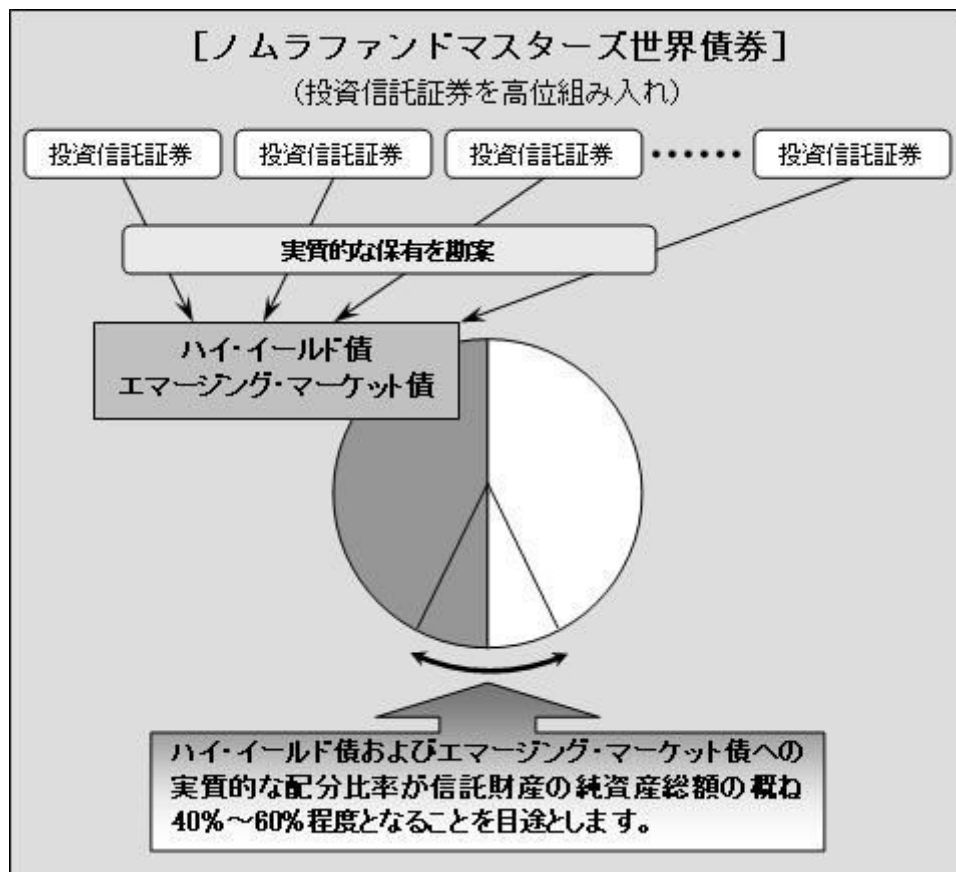 [ノムラファンドマスターズ世界債券]
(投資信託証券を高位組み入れ)
投資信託証券 投資信託証券 投資信託証券 ・・・・・・ 投資信託証券
実質的な保有を勘案
ハイ・イールド債
エマージング・マーケット債
ハイ・イールド債およびエマージング・マーケット債への
実質的な配分比率が信託財産の純資産総額の概ね
40%～60%程度となることを目途とします。